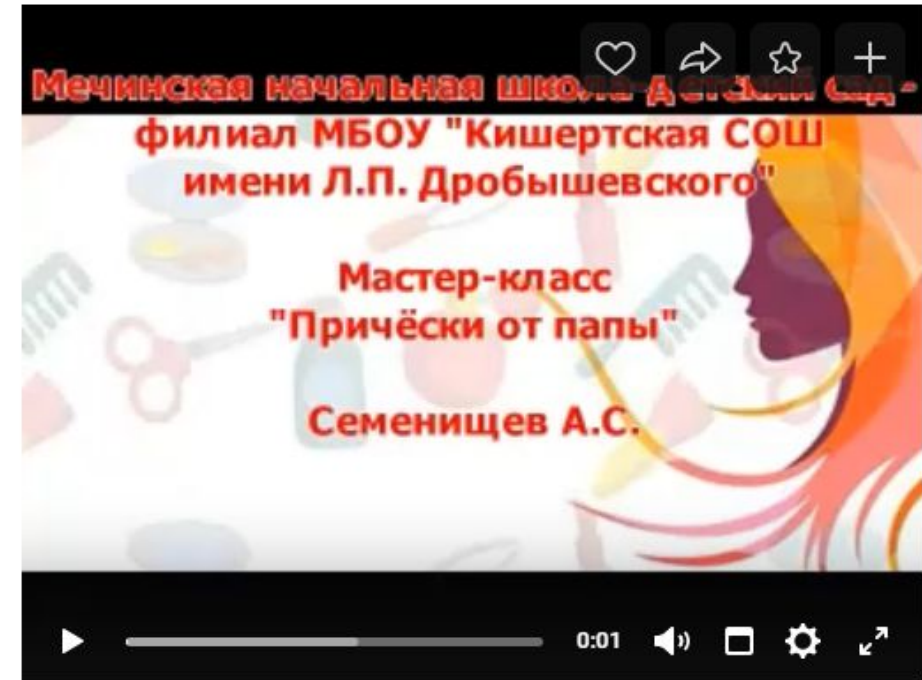 Мечинская начальная школа-детский сад -
филиал МБОУ "Кишертская СОШ
имени Л.П. Дробышевского"
Мастер-класс
"Причёски от папы"
Семенищев А.С.
0:01